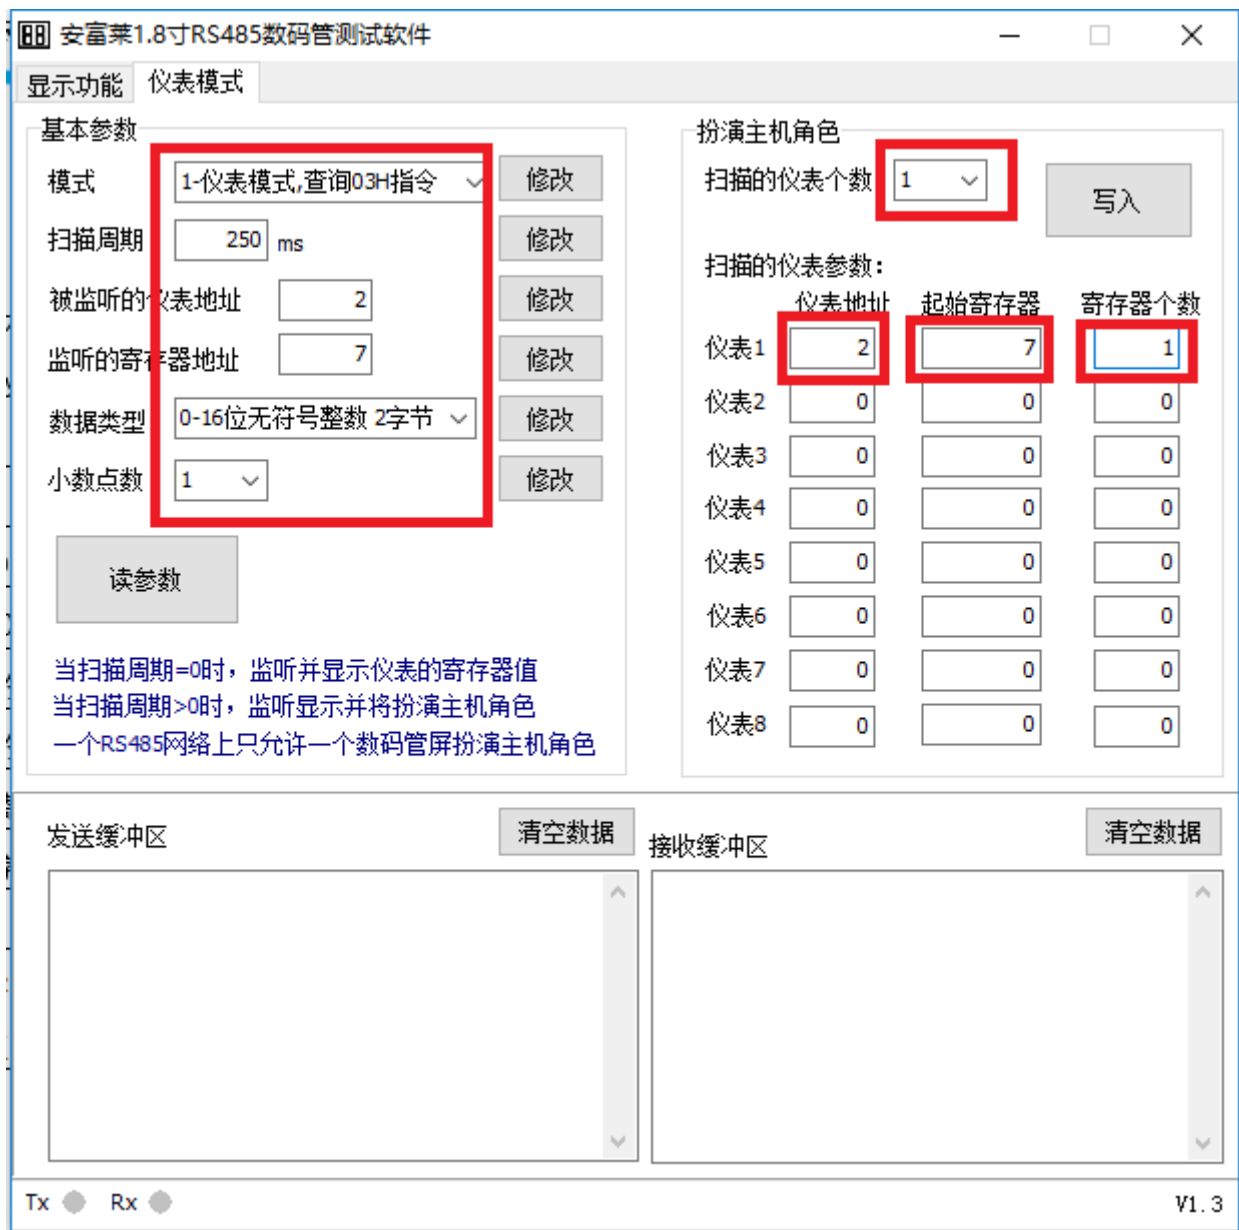 安富莱1.8寸RS485数码管测试软件
显示功能 仪表模式
基本参数
模式 1-仪表模式,查询03H指令 修改
扫描周期 250 ms 修改
被监听的仪表地址 2 修改
监听的寄存器地址 7 修改
数据类型 0-16位无符号整数 2字节 修改
小数点数 1 修改
读参数
当扫描周期=0时，监听并显示仪表的寄存器值
当扫描周期>0时，监听显示并将扮演主机角色
一个RS485网络上只允许一个数码管屏扮演主机角色
扮演主机角色
扫描的仪表个数 1 写入
扫描的仪表参数：
仪表地址 起始寄存器 寄存器个数
仪表1 2 7 1
仪表2 0 0 0
仪表3 0 0 0
仪表4 0 0 0
仪表5 0 0 0
仪表6 0 0 0
仪表7 0 0 0
仪表8 0 0 0
发送缓冲区 清空数据
接收缓冲区 清空数据
Tx Rx V1.3